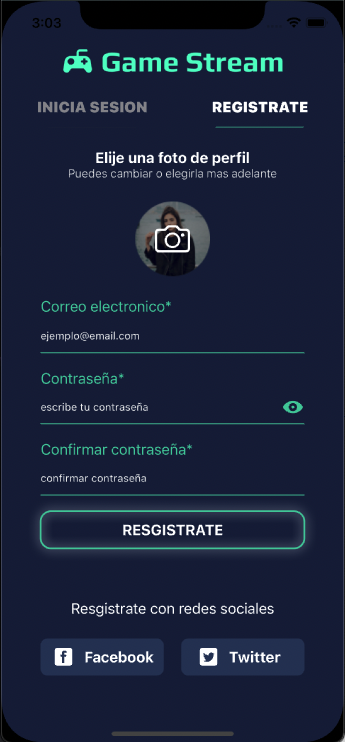 3:03
Game Stream
INICIA SESION REGISTRATE
Elije una foto de perfil
Puedes cambiar o elegirla mas adelante
Correo electronico*
ejemplo@email.com
Contraseña*
escribe tu contraseña
Confirmar contraseña*
confirmar contraseña
RESGISTRATE
Resgistrate con redes sociales
Facebook Twitter